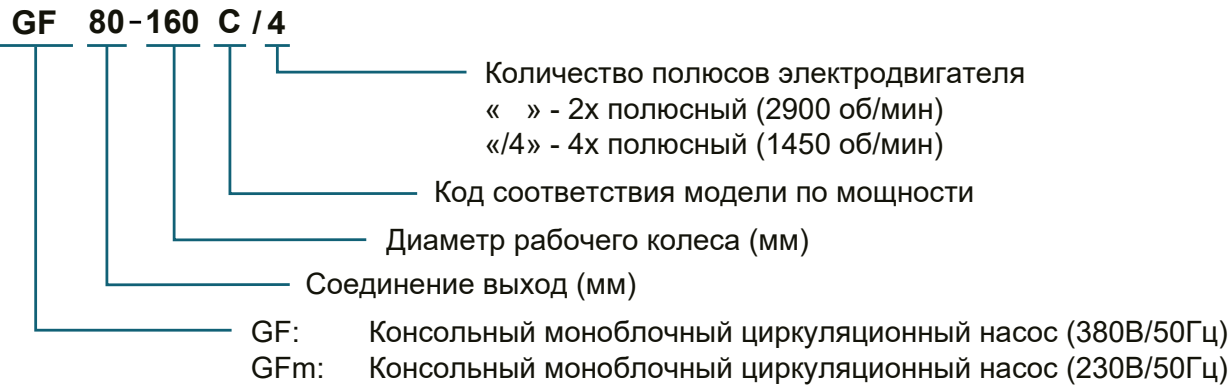 GF 80-160 C / 4
Количество полюсов электродвигателя
« » - 2х полюсный (2900 об/мин)
«/4» - 4х полюсный (1450 об/мин)
Код соответствия модели по мощности
Диаметр рабочего колеса (мм)
Соединение выход (мм)
GF: Консольный моноблочный циркуляционный насос (380В/50Гц)
GFm: Консольный моноблочный циркуляционный насос (230В/50Гц)